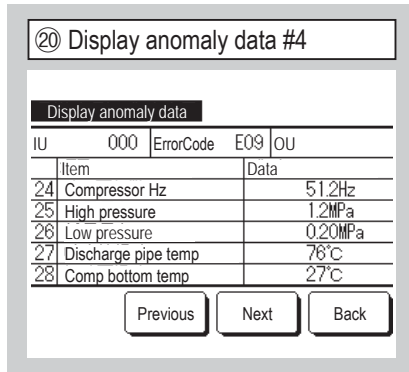 ⑳ Display anomaly data #4
Display anomaly data
IU 000 ErrorCode E09 OU
Item Data
24 Compressor Hz 51.2Hz
25 High pressure 1.2MPa
26 Low pressure 0.20MPa
27 Discharge pipe temp 76℃
28 Comp bottom temp 27℃
Previous Next Back